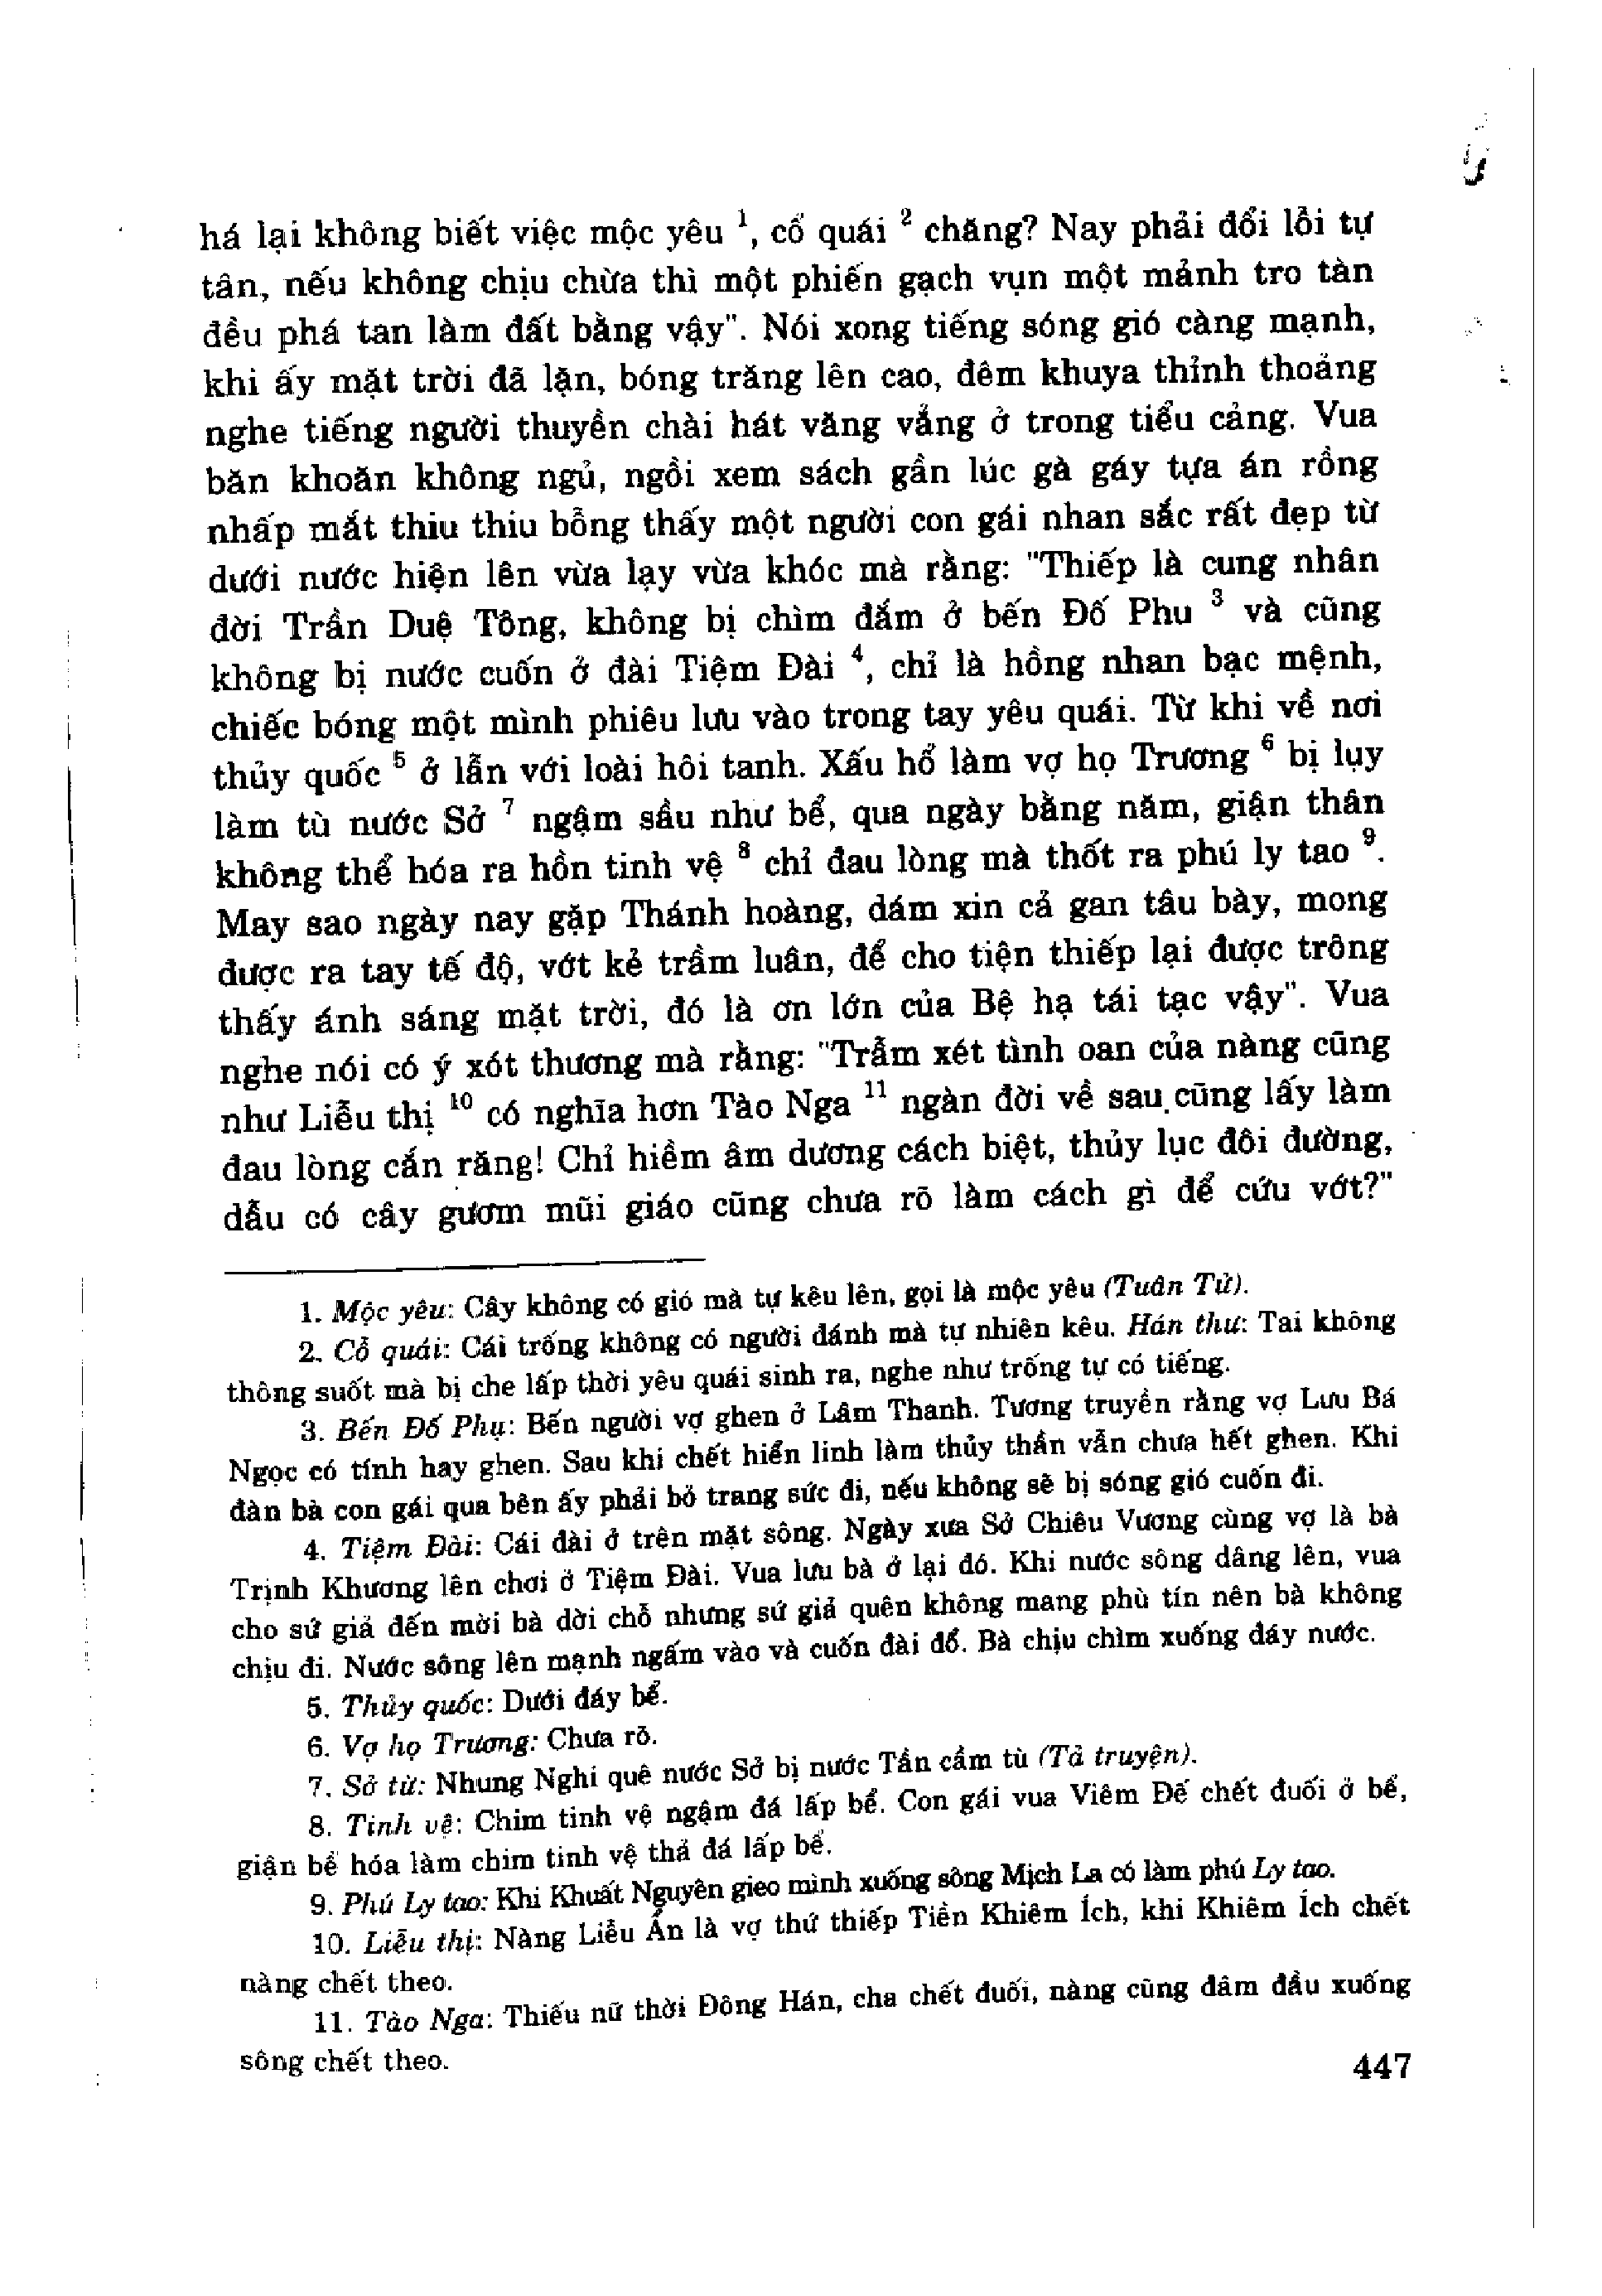 há lại không biết việc mộc yêu ¹, cổ quái ² chăng? Nay phải đổi lỗi tự
tân, nếu không chịu chừa thì một phiến gạch vụn một mảnh tro tàn
đều phá tan làm đất bằng vậy". Nói xong tiếng sóng gió càng mạnh,
khi ấy mặt trời đã lặn, bóng trăng lên cao, đêm khuya thỉnh thoảng
nghe tiếng người thuyền chài hát văng vẳng ở trong tiểu cảng. Vua
băn khoăn không ngủ, ngồi xem sách gần lúc gà gáy tựa án rồng
nhấp mắt thiu thiu bỗng thấy một người con gái nhan sắc rất đẹp từ
dưới nước hiện lên vừa lạy vừa khóc mà rằng: "Thiếp là cung nhân
đời Trần Duệ Tông, không bị chìm đắm ở bến Đố Phu ³ và cũng
không bị nước cuốn ở đài Tiệm Đài ⁴, chỉ là hồng nhan bạc mệnh,
chiếc bóng một mình phiêu lưu vào trong tay yêu quái. Từ khi về nơi
thủy quốc ⁵ ở lẫn với loài hôi tanh. Xấu hổ làm vợ họ Trương ⁶ bị lụy
làm tù nước Sở ⁷ ngậm sầu như bể, qua ngày bằng năm, giận thân
không thể hóa ra hồn tinh vệ ⁸ chỉ đau lòng mà thốt ra phú ly tao ⁹.
May sao ngày nay gặp Thánh hoàng, dám xin cả gan tâu bày, mong
được ra tay tế độ, vớt kẻ trầm luân, để cho tiện thiếp lại được trông
thấy ánh sáng mặt trời, đó là ơn lớn của Bệ hạ tái tạc vậy". Vua
nghe nói có ý xót thương mà rằng: "Trẫm xét tình oan của nàng cũng
như Liễu thị ¹⁰ có nghĩa hơn Tào Nga ¹¹ ngàn đời về sau cũng lấy làm
đau lòng cắn răng! Chỉ hiềm âm dương cách biệt, thủy lục đôi đường,
dẫu có cây gươm mũi giáo cũng chưa rõ làm cách gì để cứu vớt?"
1. Mộc yêu: Cây không có gió mà tự kêu lên, gọi là mộc yêu (Tuân Tử).
2. Cổ quái: Cái trống không có người đánh mà tự nhiên kêu. Hán thư: Tai không
thông suốt mà bị che lấp thời yêu quái sinh ra, nghe như trống tự có tiếng.
3. Bến Đố Phụ: Bến người vợ ghen ở Lâm Thanh. Tương truyền rằng vợ Lưu Bá
Ngọc có tính hay ghen. Sau khi chết hiển linh làm thủy thần vẫn chưa hết ghen. Khi
đàn bà con gái qua bên ấy phải bỏ trang sức đi, nếu không sẽ bị sóng gió cuốn đi.
4. Tiệm Đài: Cái đài ở trên mặt sông. Ngày xưa Sở Chiêu Vương cùng vợ là bà
Trịnh Khương lên chơi ở Tiệm Đài. Vua lưu bà ở lại đó. Khi nước sông dâng lên, vua
cho sứ giả đến mời bà dời chỗ nhưng sứ giả quên không mang phù tín nên bà không
chịu đi. Nước sông lên mạnh ngấm vào và cuốn đài đổ. Bà chịu chìm xuống đáy nước.
5. Thủy quốc: Dưới đáy bể.
6. Vợ họ Trương: Chưa rõ.
7. Sở từ: Nhung Nghi quê nước Sở bị nước Tần cầm tù (Tả truyện).
8. Tinh vệ: Chim tinh vệ ngậm đá lấp bể. Con gái vua Viêm Đế chết đuối ở bể,
giận bể hóa làm chim tinh vệ thả đá lấp bể.
9. Phú Ly tao: Khi Khuất Nguyên gieo mình xuống sông Mịch La có làm phú Ly tao.
10. Liễu thị: Nàng Liễu Ẩn là vợ thứ thiếp Tiền Khiêm Ích, khi Khiêm Ích chết
nàng chết theo.
11. Tào Nga: Thiếu nữ thời Đông Hán, cha chết đuối, nàng cũng đâm đầu xuống
sông chết theo.
447